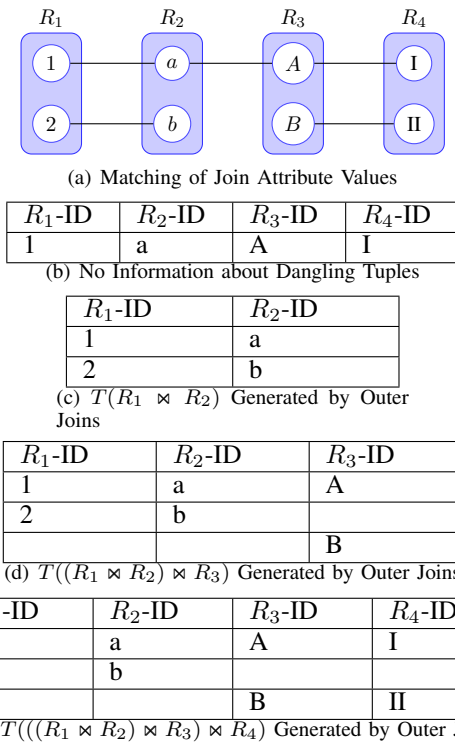 R₁ R₂ R₃ R₄
1 a A I
2 b B II
(a) Matching of Join Attribute Values
R₁-ID R₂-ID R₃-ID R₄-ID
1 a A I
(b) No Information about Dangling Tuples
R₁-ID R₂-ID
1 a
2 b
(c) T(R₁ ⋈ R₂) Generated by Outer
Joins
R₁-ID R₂-ID R₃-ID
1 a A
2 b
B
(d) T((R₁ ⋈ R₂) ⋈ R₃) Generated by Outer Joins
-ID R₂-ID R₃-ID R₄-ID
a A I
b
B II
T(((R₁ ⋈ R₂) ⋈ R₃) ⋈ R₄) Generated by Outer